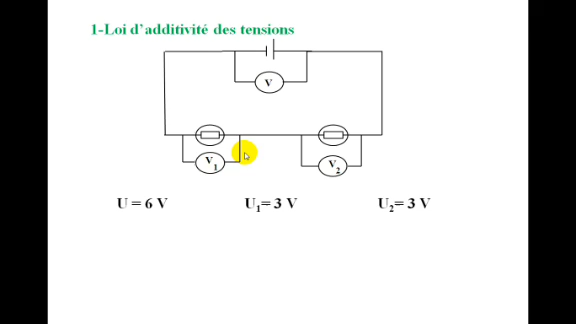 1-Loi d'additivité des tensions
V
V1
V2
U = 6 V U1= 3 V U2= 3 V